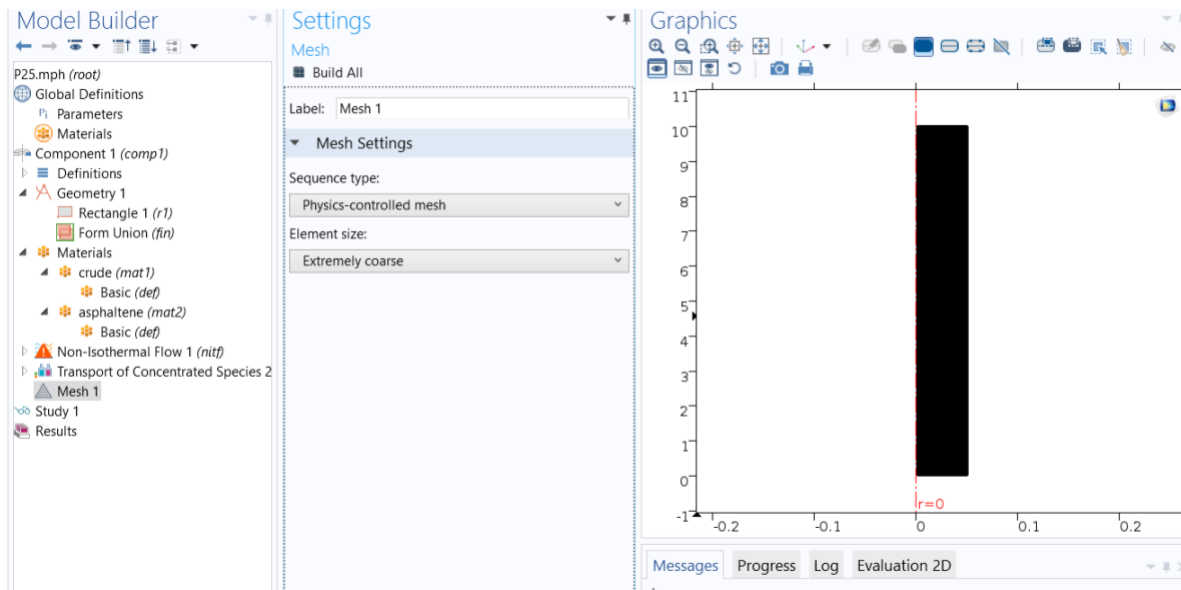 Model Builder
P25.mph (root)
Global Definitions
Pi Parameters
Materials
Component 1 (comp1)
Definitions
Geometry 1
Rectangle 1 (r1)
Form Union (fin)
Materials
crude (mat1)
Basic (def)
asphaltene (mat2)
Basic (def)
Non-Isothermal Flow 1 (nitf)
Transport of Concentrated Species 2
Mesh 1
Study 1
Results
Settings
Mesh
Build All
Label: Mesh 1
Mesh Settings
Sequence type:
Physics-controlled mesh
Element size:
Extremely coarse
Graphics
11
10
9
8
7
6
5
4
3
2
1
0
-1
r=0
-0.2 -0.1 0 0.1 0.2
Messages Progress Log Evaluation 2D